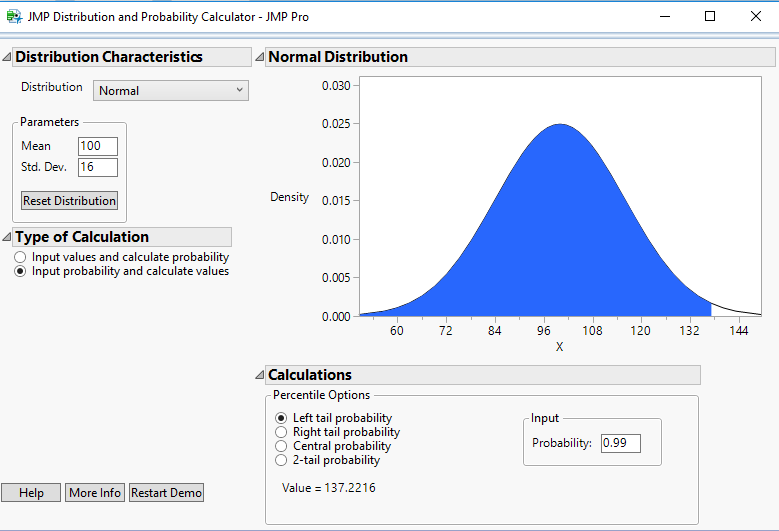 JMP Distribution and Probability Calculator - JMP Pro
Distribution Characteristics
Distribution Normal
Parameters
Mean 100
Std. Dev. 16
Reset Distribution
Type of Calculation
Input values and calculate probability
Input probability and calculate values
Help More Info Restart Demo
Normal Distribution
0.030
0.025
0.020
Density
0.015
0.010
0.005
0.000
60 72 84 96 108 120 132 144
X
Calculations
Percentile Options
Left tail probability
Right tail probability
Central probability
2-tail probability
Input
Probability: 0.99
Value = 137.2216